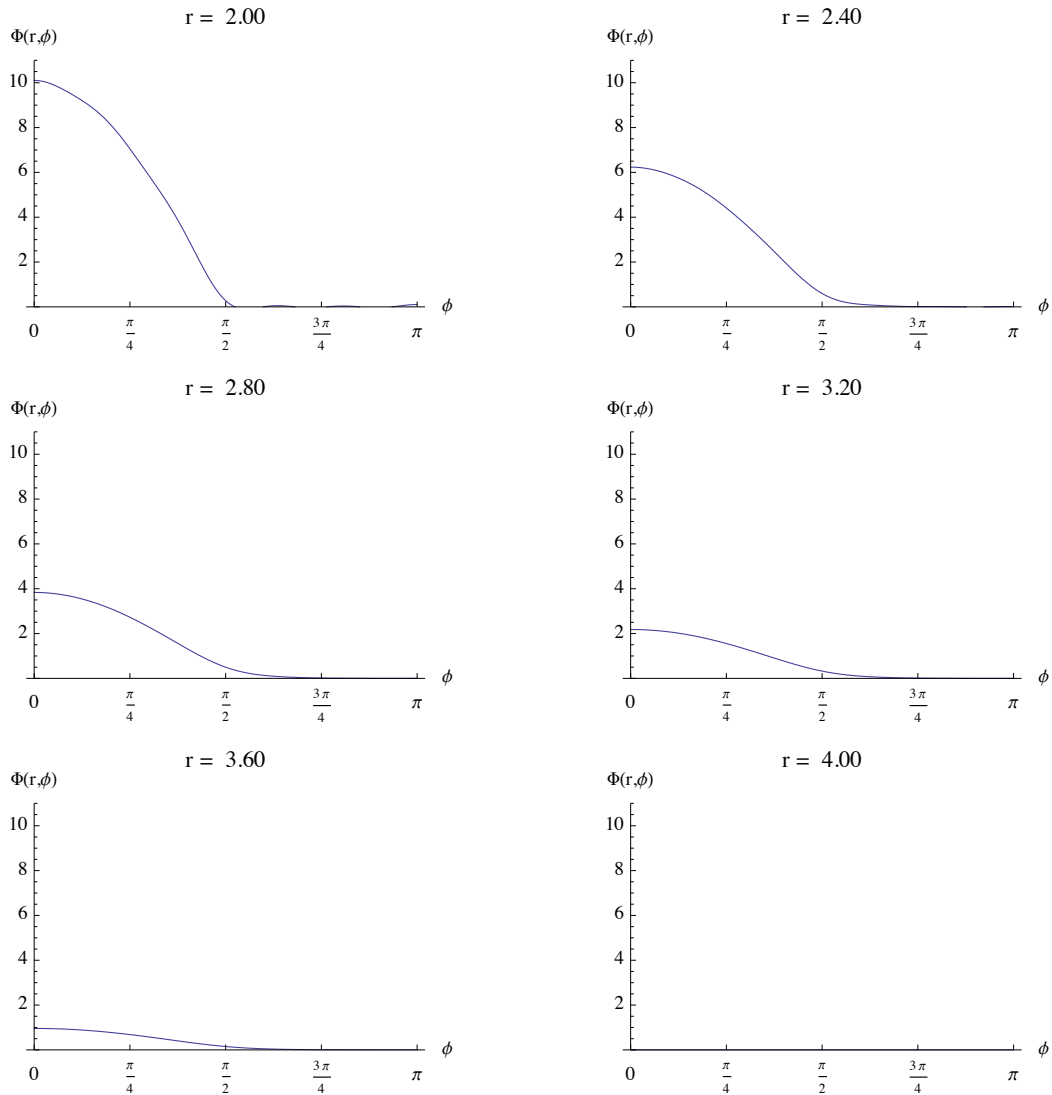 r = 2.00
Φ(r,ϕ)
10
8
6
4
2
0
π/4
π/2
3π/4
π
ϕ
r = 2.40
Φ(r,ϕ)
10
8
6
4
2
0
π/4
π/2
3π/4
π
ϕ
r = 2.80
Φ(r,ϕ)
10
8
6
4
2
0
π/4
π/2
3π/4
π
ϕ
r = 3.20
Φ(r,ϕ)
10
8
6
4
2
0
π/4
π/2
3π/4
π
ϕ
r = 3.60
Φ(r,ϕ)
10
8
6
4
2
0
π/4
π/2
3π/4
π
ϕ
r = 4.00
Φ(r,ϕ)
10
8
6
4
2
0
π/4
π/2
3π/4
π
ϕ